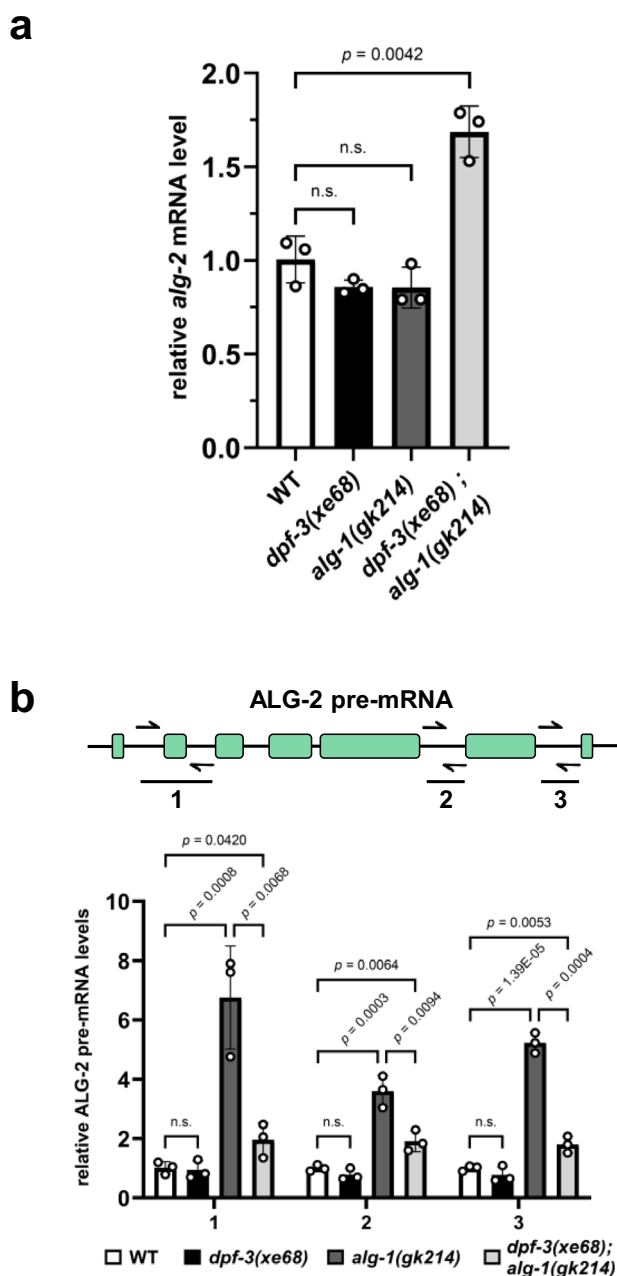 a
p = 0.0042
n.s.
n.s.
relative alg-2 mRNA level
2.0
1.5
1.0
0.5
0.0
WT
dpf-3(xe68)
alg-1(gk214)
dpf-3(xe68) ;
alg-1(gk214)
b
ALG-2 pre-mRNA
1
2
3
relative ALG-2 pre-mRNA levels
10
8
6
4
2
0
p = 0.0420
p = 0.0008
p = 0.0068
n.s.
p = 0.0064
p = 0.0003
p = 0.0094
n.s.
p = 0.0053
p = 1.39E-05
p = 0.0004
n.s.
1
2
3
WT
dpf-3(xe68)
alg-1(gk214)
dpf-3(xe68);
alg-1(gk214)